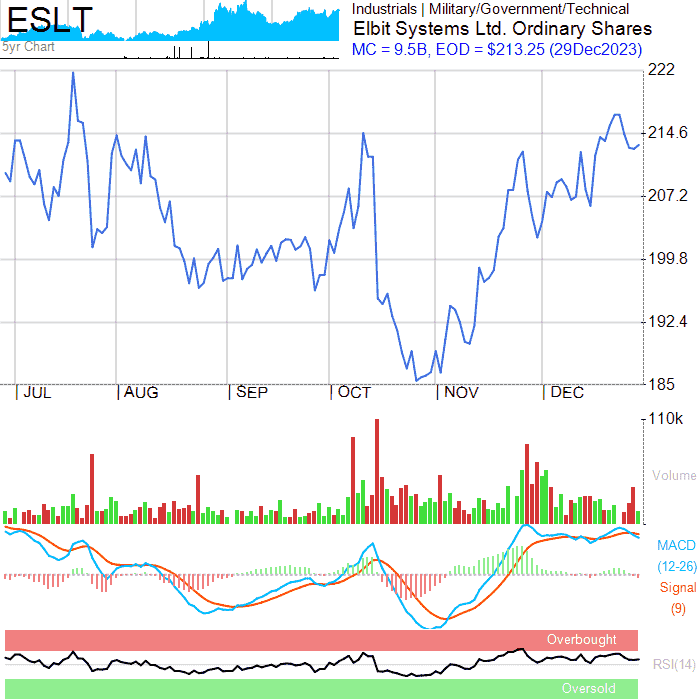 ESLT
Industrials | Military/Government/Technical
Elbit Systems Ltd. Ordinary Shares
MC = 9.5B, EOD = $213.25 (29Dec2023)
5yr Chart
222
214.6
207.2
199.8
192.4
185
JUL AUG SEP OCT NOV DEC
110k
Volume
MACD
(12-26)
Signal
(9)
Overbought
RSI(14)
Oversold